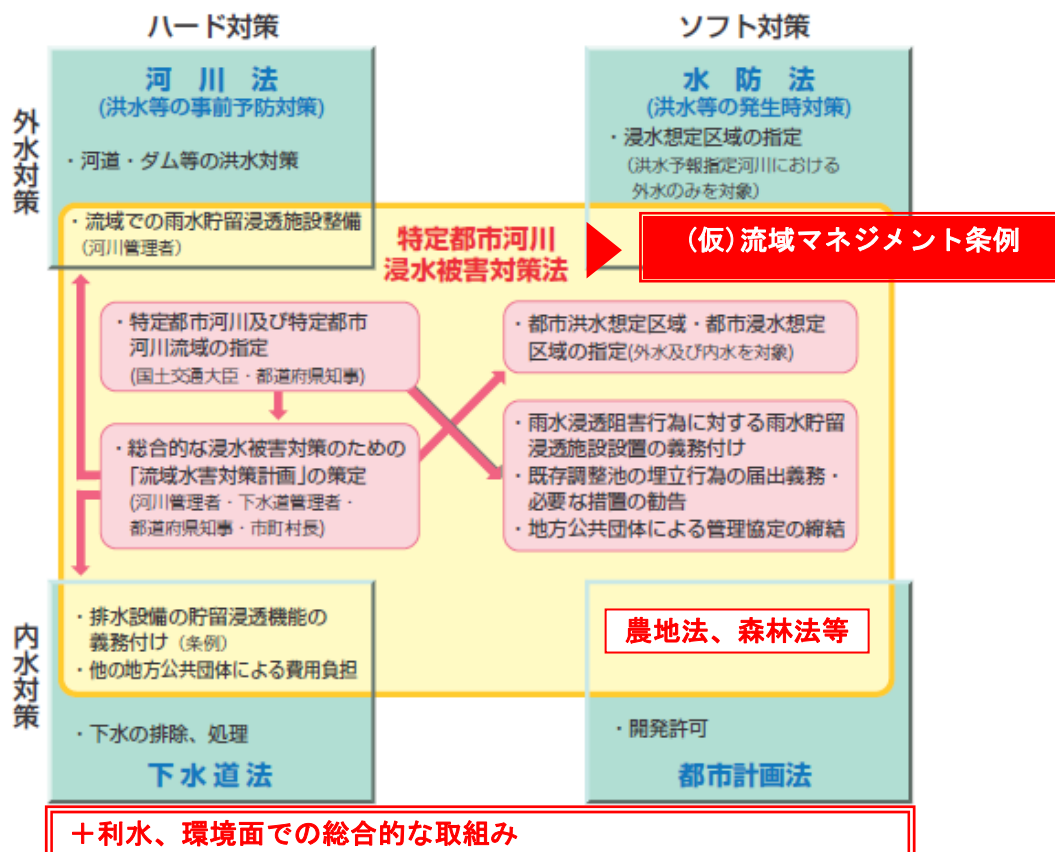 ハード対策
ソフト対策
外水対策
河 川 法
(洪水等の事前予防対策)
・河道・ダム等の洪水対策
・流域での雨水貯留浸透施設整備
(河川管理者)
水 防 法
(洪水等の発生時対策)
・浸水想定区域の指定
(洪水予報指定河川における
外水のみを対象)
特定都市河川
浸水被害対策法
(仮)流域マネジメント条例
・特定都市河川及び特定都市
河川流域の指定
(国土交通大臣・都道府県知事)
・都市洪水想定区域・都市浸水想定
区域の指定(外水及び内水を対象)
・総合的な浸水被害対策のための
「流域水害対策計画」の策定
(河川管理者・下水道管理者・
都道府県知事・市町村長)
・雨水浸透阻害行為に対する雨水貯留
浸透施設設置の義務付け
・既存調整池の埋立行為の届出義務・
必要な措置の勧告
・地方公共団体による管理協定の締結
内水対策
・排水設備の貯留浸透機能の
義務付け(条例)
・他の地方公共団体による費用負担
・下水の排除、処理
下水道法
農地法、森林法等
・開発許可
都市計画法
＋利水、環境面での総合的な取組み